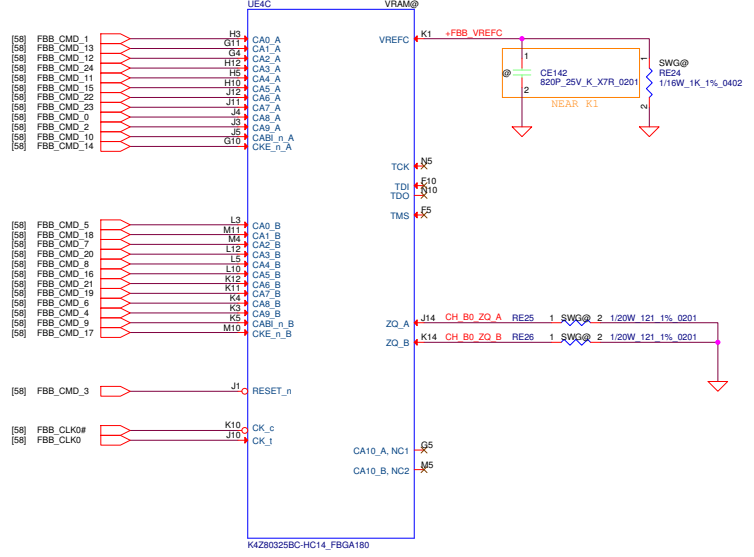 UE4C VRAM@
[58] FBB_CMD_1 H3 CA0_A
[58] FBB_CMD_13 G11 CA1_A
[58] FBB_CMD_12 G4 CA2_A
[58] FBB_CMD_24 H12 CA3_A
[58] FBB_CMD_11 H5 CA4_A
[58] FBB_CMD_15 H10 CA5_A
[58] FBB_CMD_22 J12 CA6_A
[58] FBB_CMD_23 J11 CA7_A
[58] FBB_CMD_0 J4 CA8_A
[58] FBB_CMD_2 J3 CA9_A
[58] FBB_CMD_10 J5 CABI_n_A
[58] FBB_CMD_14 G10 CKE_n_A
VREFC K1 +FBB_VREFC
1 1
@ CE142
820P_25V_K_X7R_0201
2 2
NEAR K1
SWG@
RE24
1/16W_1K_1%_0402
TCK N5
TDI F10
TDO N10
TMS F5
[58] FBB_CMD_5 L3 CA0_B
[58] FBB_CMD_18 M11 CA1_B
[58] FBB_CMD_7 M4 CA2_B
[58] FBB_CMD_20 L12 CA3_B
[58] FBB_CMD_8 L5 CA4_B
[58] FBB_CMD_16 L10 CA5_B
[58] FBB_CMD_21 K12 CA6_B
[58] FBB_CMD_19 K11 CA7_B
[58] FBB_CMD_6 K4 CA8_B
[58] FBB_CMD_4 K3 CA9_B
[58] FBB_CMD_9 K5 CABI_n_B
[58] FBB_CMD_17 M10 CKE_n_B
ZQ_A J14 CH_B0_ZQ_A RE25 1 SWG@ 2 1/20W_121_1%_0201
ZQ_B K14 CH_B0_ZQ_B RE26 1 SWG@ 2 1/20W_121_1%_0201
[58] FBB_CMD_3 J1 RESET_n
[58] FBB_CLK0# K10 CK_c
[58] FBB_CLK0 J10 CK_t
CA10_A, NC1 G5
CA10_B, NC2 M5
K4Z80325BC-HC14_FBGA180